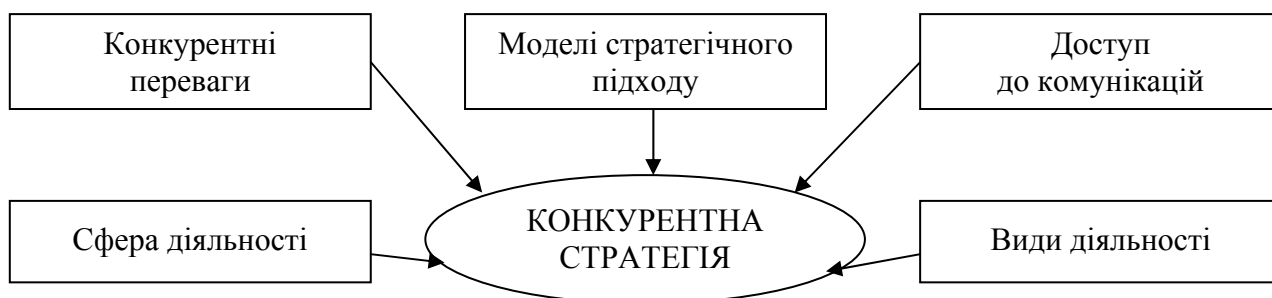 Конкурентні
переваги
Моделі стратегічного
підходу
Доступ
до комунікацій
Сфера діяльності
КОНКУРЕНТНА
СТРАТЕГІЯ
Види діяльності